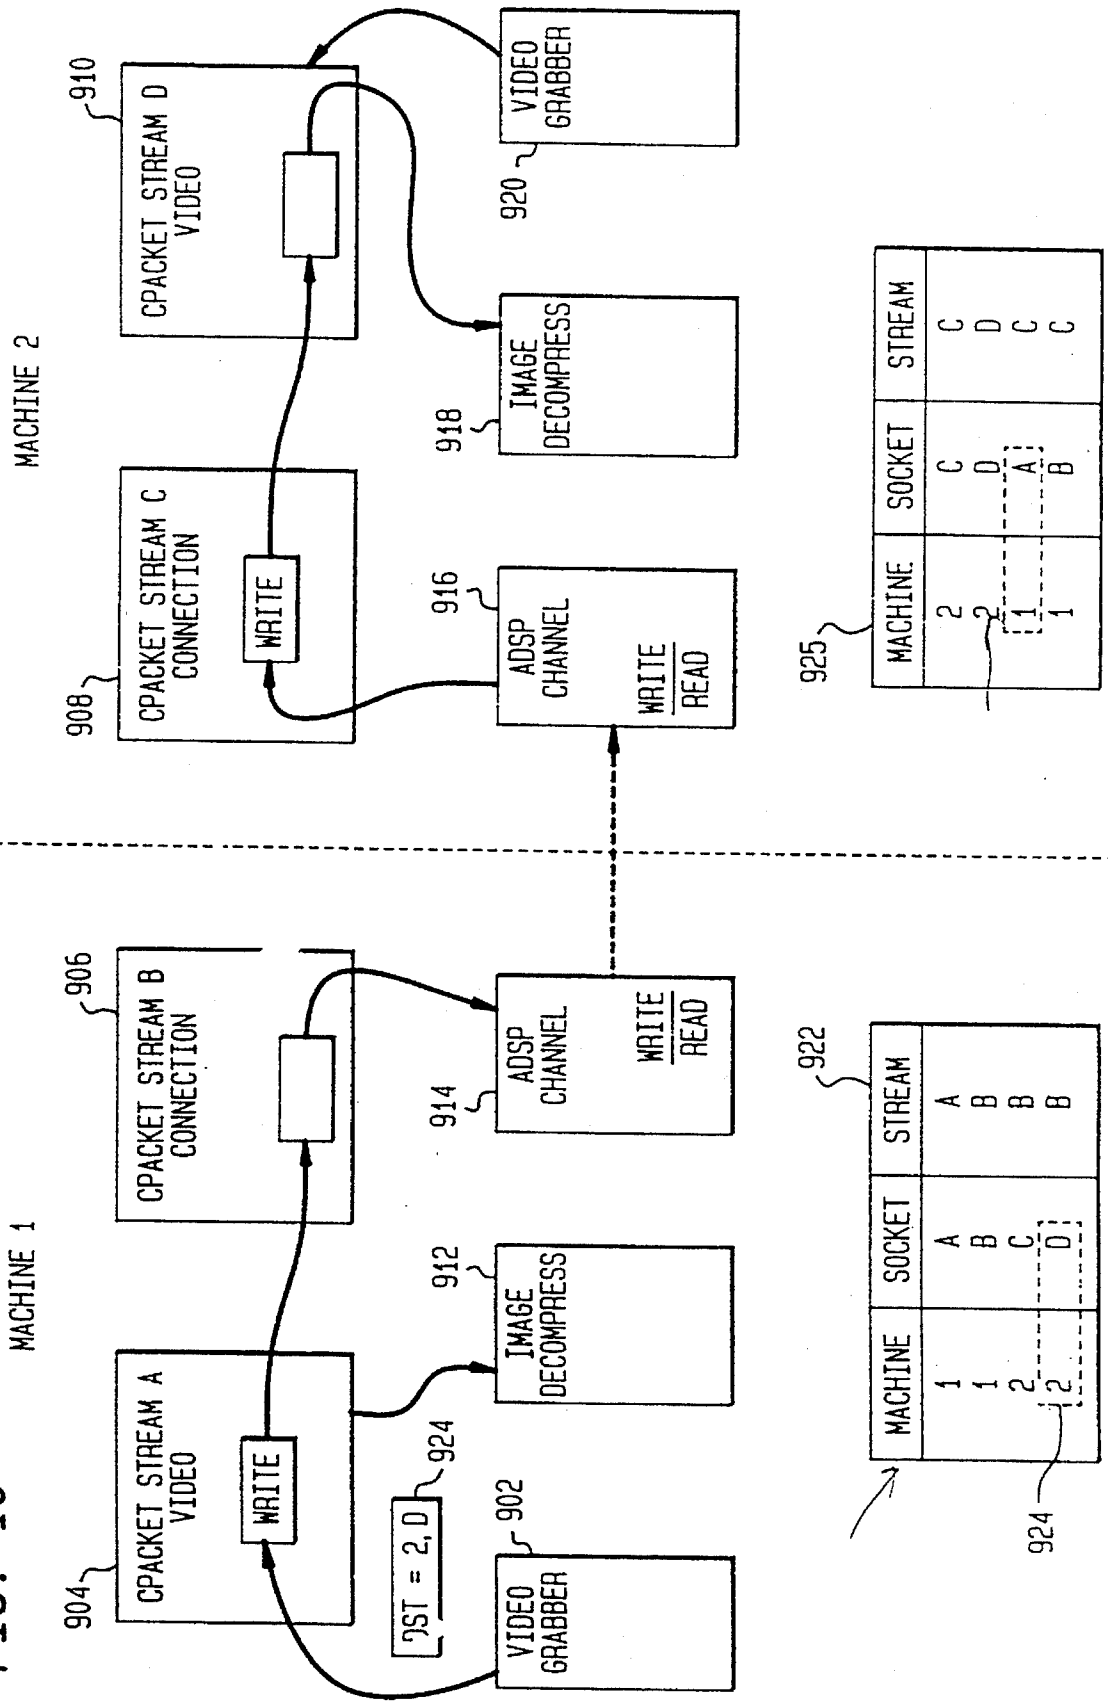 MACHINE 1
MACHINE 2
904
CPACKET STREAM A
VIDEO
WRITE
906
CPACKET STREAM B
CONNECTION
908
CPACKET STREAM C
CONNECTION
WRITE
910
CPACKET STREAM D
VIDEO
DST = 2, D
924
902
VIDEO
GRABBER
912
IMAGE
DECOMPRESS
914
ADSP
CHANNEL
WRITE
READ
916
ADSP
CHANNEL
WRITE
READ
918
IMAGE
DECOMPRESS
920
VIDEO
GRABBER
922
MACHINE SOCKET STREAM
1 A A
1 B B
2 C B
2 D B
924
925
MACHINE SOCKET STREAM
2 C C
2 D D
1 A C
1 B C